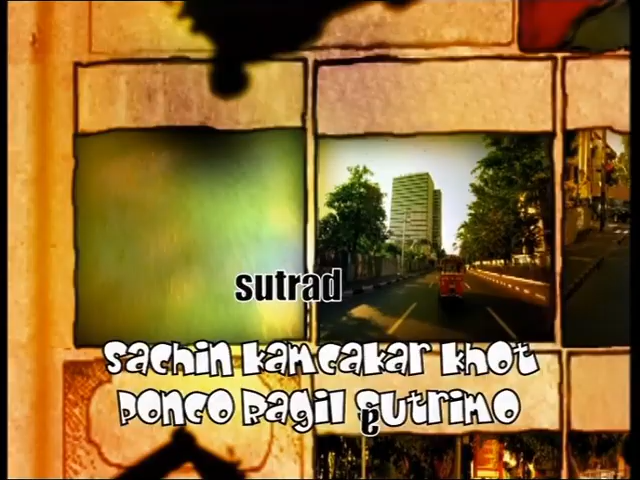 sutrad
sachin kamcakar khot
ponco Ragil sutrimo
a